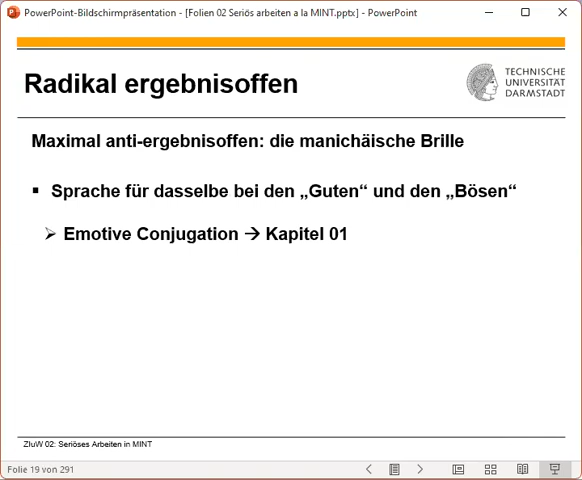 PowerPoint-Bildschirmpräsentation - [Folien 02 Seriös arbeiten a la MINT.pptx] - PowerPoint
Radikal ergebnisoffen
TECHNISCHE
UNIVERSITÄT
DARMSTADT
Maximal anti-ergebnisoffen: die manichäische Brille
▪ Sprache für dasselbe bei den „Guten“ und den „Bösen“
➢ Emotive Conjugation → Kapitel 01
ZIuW 02: Seriöses Arbeiten in MINT
Folie 19 von 291